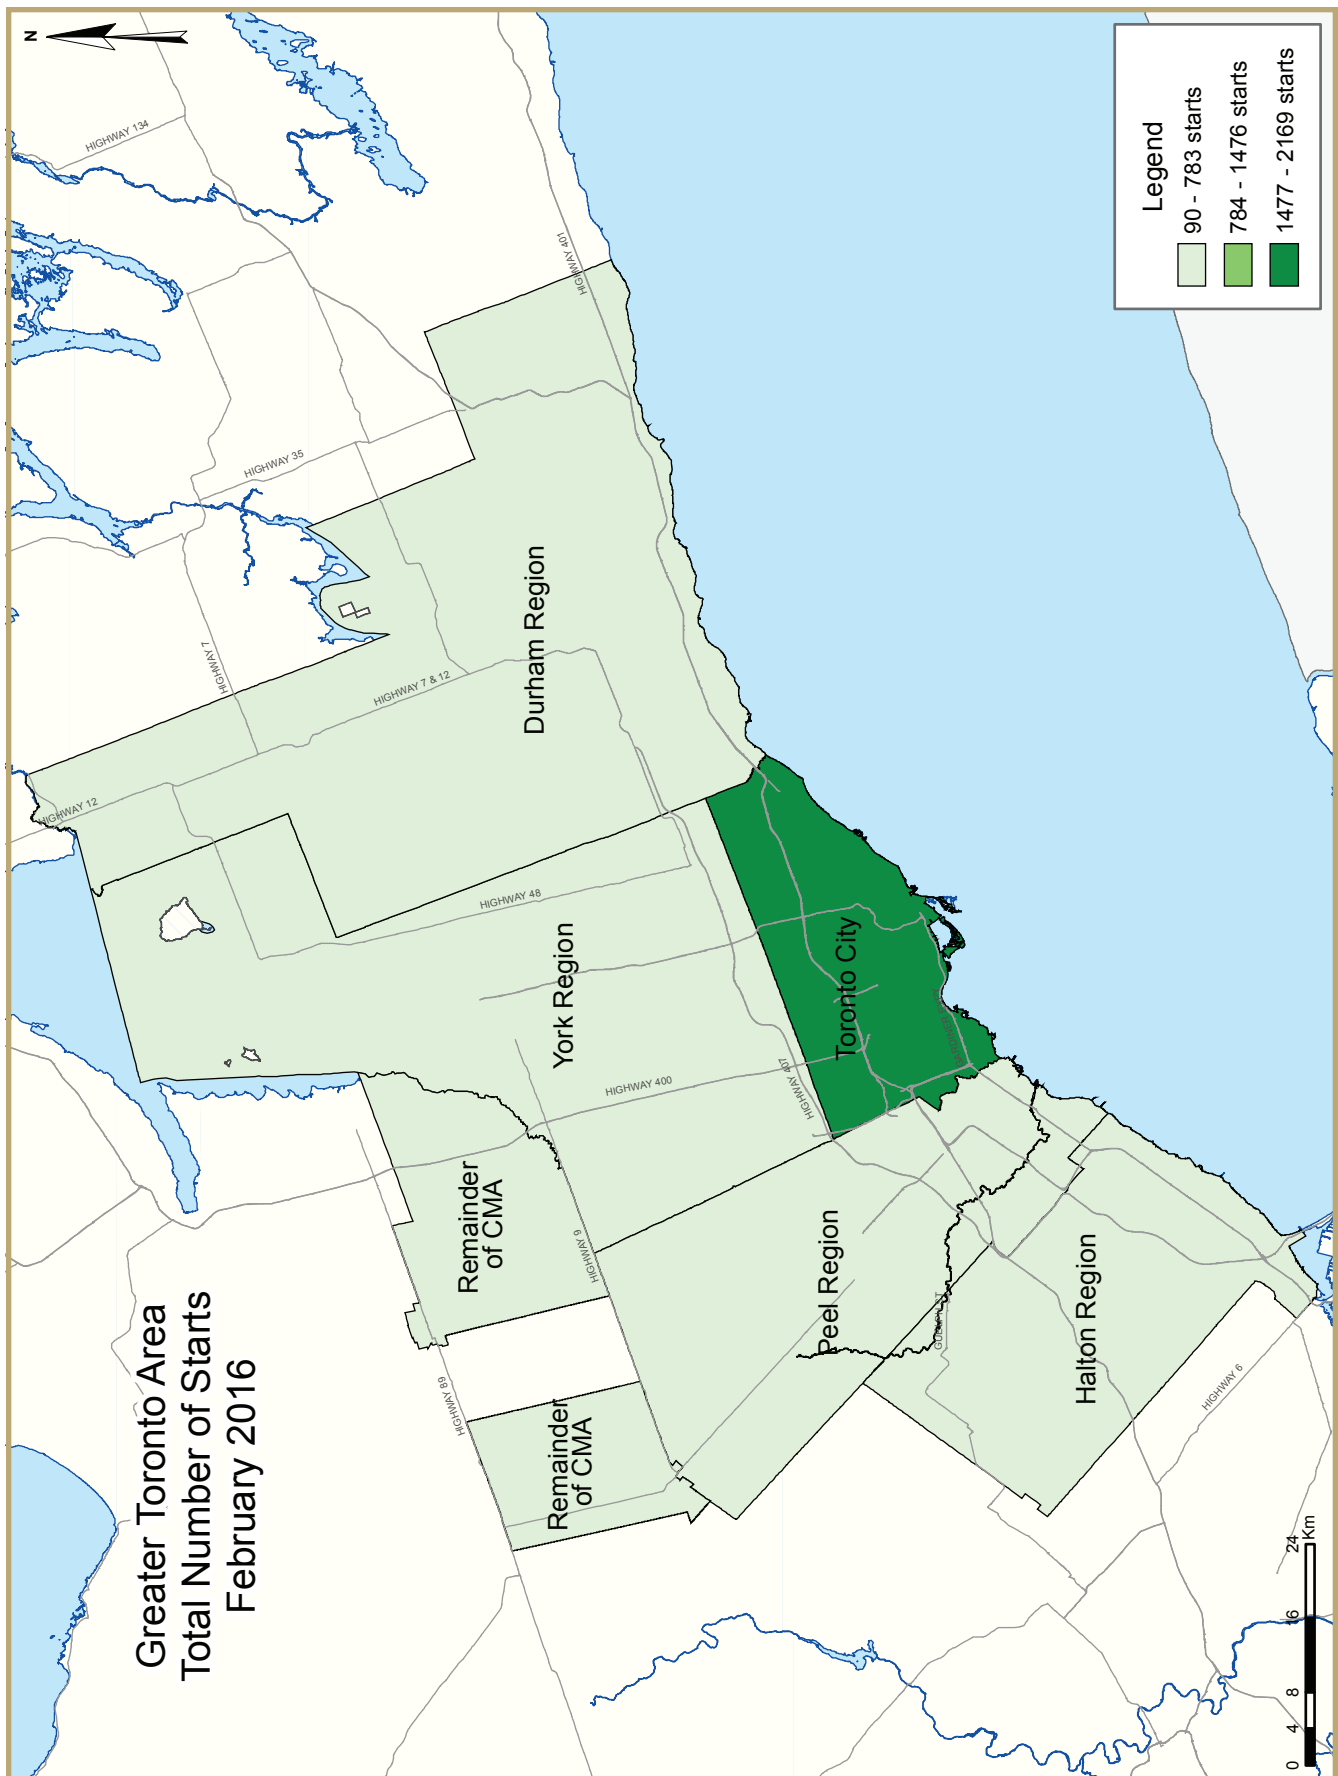 Greater Toronto Area
Total Number of Starts
February 2016
N
HIGHWAY 134
HIGHWAY 401
HIGHWAY 35
HIGHWAY 7
HIGHWAY 7 & 12
HIGHWAY 12
Durham Region
HIGHWAY 48
York Region
HIGHWAY 400
HIGHWAY 407
Toronto City
Remainder
of CMA
HIGHWAY 9
HIGHWAY 89
Remainder
of CMA
Peel Region
Halton Region
HIGHWAY 6
Legend
90 - 783 starts
784 - 1476 starts
1477 - 2169 starts
0 4 8 16 24
Km